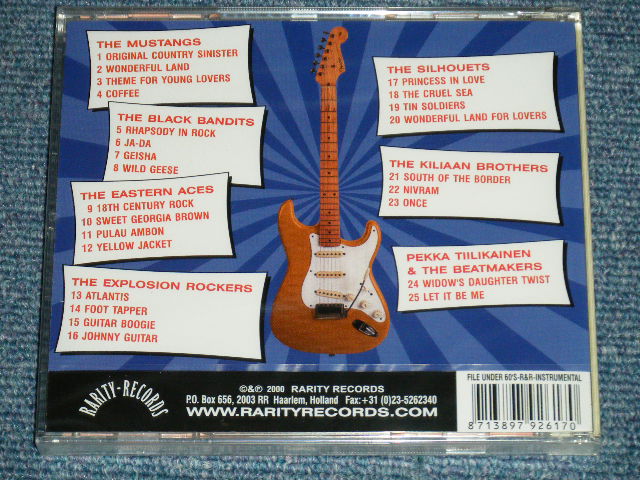 THE MUSTANGS
1 ORIGINAL COUNTRY SINISTER
2 WONDERFUL LAND
3 THEME FOR YOUNG LOVERS
4 COFFEE
THE BLACK BANDITS
5 RHAPSODY IN ROCK
6 JA-DA
7 GEISHA
8 WILD GEESE
THE EASTERN ACES
9 18TH CENTURY ROCK
10 SWEET GEORGIA BROWN
11 PULAU AMBON
12 YELLOW JACKET
THE EXPLOSION ROCKERS
13 ATLANTIS
14 FOOT TAPPER
15 GUITAR BOOGIE
16 JOHNNY GUITAR
THE SILHOUETS
17 PRINCESS IN LOVE
18 THE CRUEL SEA
19 TIN SOLDIERS
20 WONDERFUL LAND FOR LOVERS
THE KILIAAN BROTHERS
21 SOUTH OF THE BORDER
22 NIVRAM
23 ONCE
PEKKA TIILIKAINEN
& THE BEATMAKERS
24 WIDOW'S DAUGHTER TWIST
25 LET IT BE ME
RARITY-RECORDS
©&℗ 2000 RARITY RECORDS
P.O. Box 656, 2003 RR Haarlem, Holland Fax:+31 (0)23-5262340
WWW.RARITYRECORDS.COM
FILE UNDER 60'S-R&R-INSTRUMENTAL
8 713897 926170